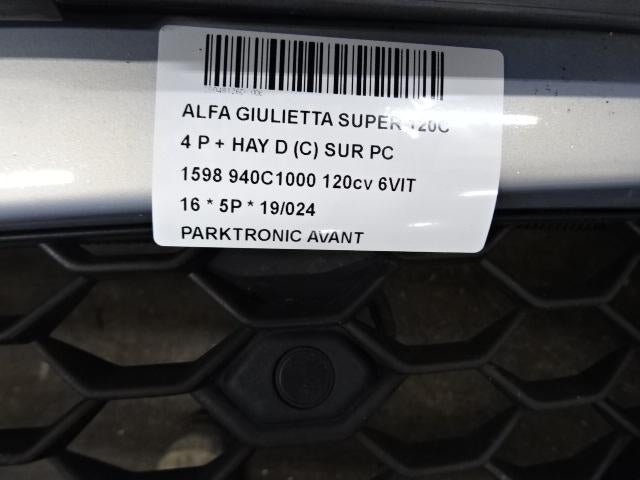 ALFA GIULIETTA SUPER 120C
4 P + HAY D (C) SUR PC
1598 940C1000 120cv 6VIT
16 * 5P * 19/024
PARKTRONIC AVANT